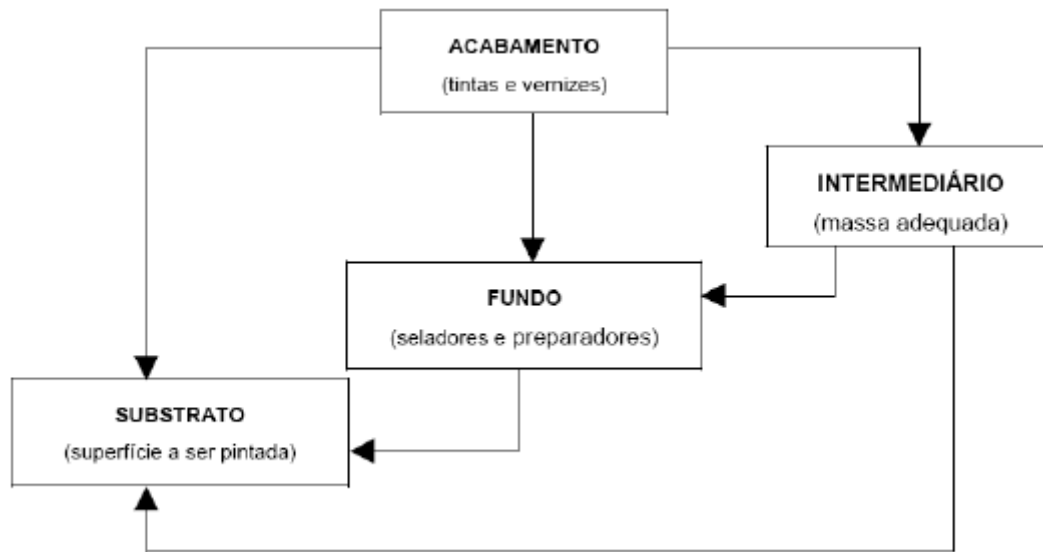 ACABAMENTO
(tintas e vernizes)
INTERMEDIÁRIO
(massa adequada)
FUNDO
(seladores e preparadores)
SUBSTRATO
(superfície a ser pintada)